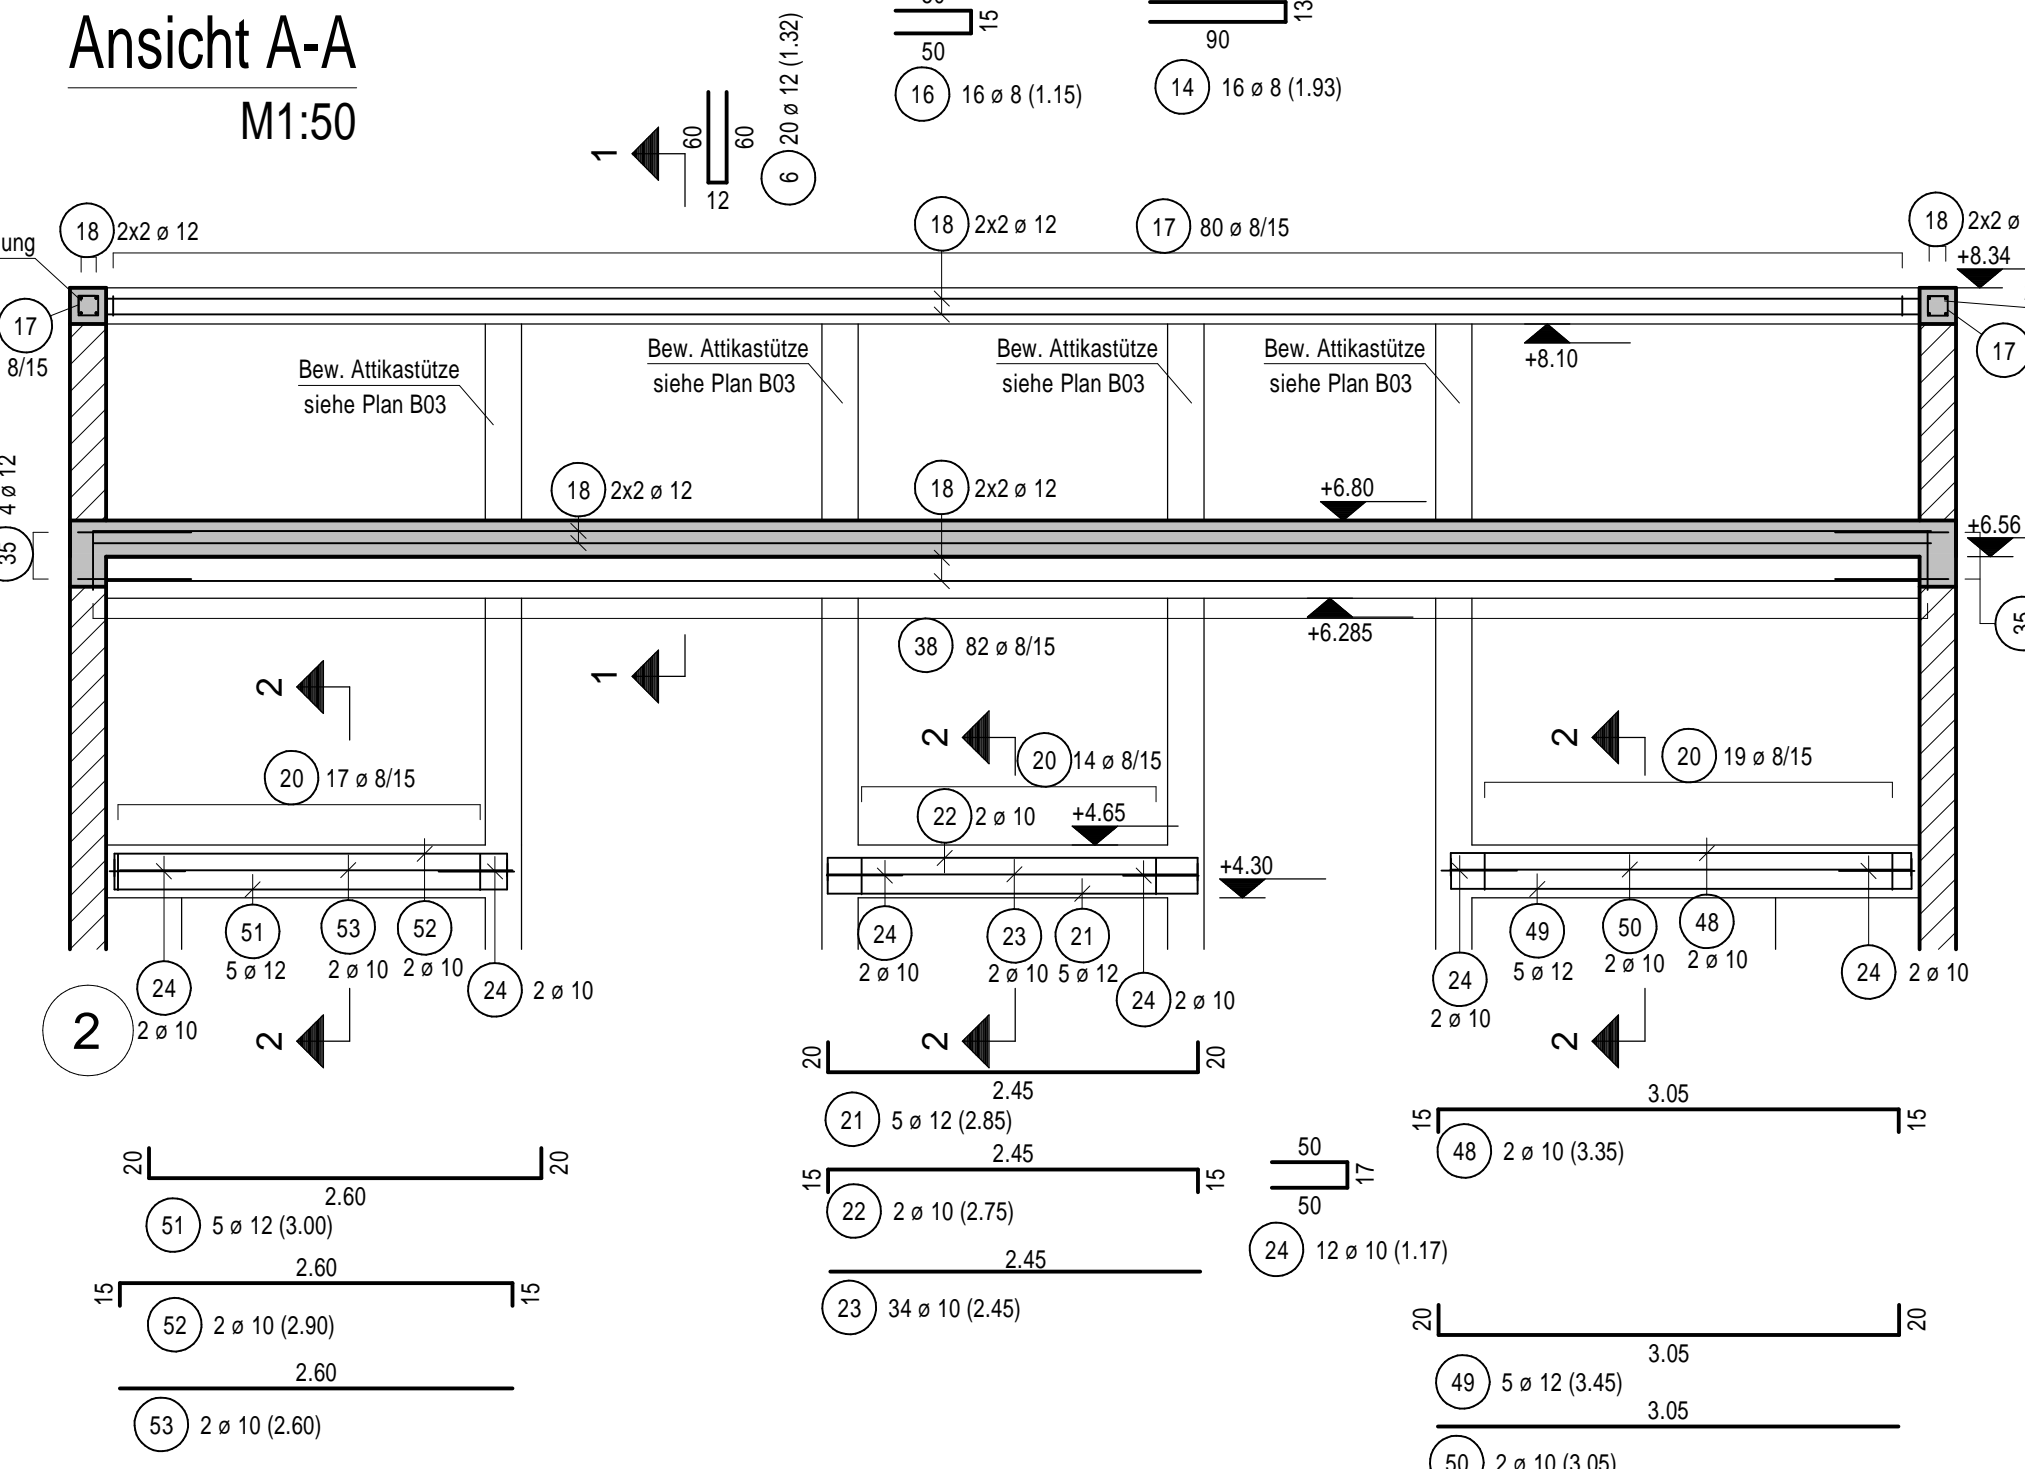 Ansicht A-A
M1:50
50
15
16
16 ø 8 (1.15)
90
13
14
16 ø 8 (1.93)
1
60
60
12
6
20 ø 12 (1.32)
ung
18
2x2 ø 12
18
2x2 ø 12
17
80 ø 8/15
18
2x2 ø
+8.34
17
8/15
17
+8.10
Bew. Attikastütze
siehe Plan B03
Bew. Attikastütze
siehe Plan B03
Bew. Attikastütze
siehe Plan B03
Bew. Attikastütze
siehe Plan B03
35
4 ø 12
18
2x2 ø 12
18
2x2 ø 12
+6.80
+6.56
+6.285
35
38
82 ø 8/15
2
1
2
2
20
17 ø 8/15
20
14 ø 8/15
20
19 ø 8/15
22
2 ø 10
+4.65
+4.30
51
5 ø 12
53
2 ø 10
52
2 ø 10
24
2 ø 10
24
2 ø 10
24
2 ø 10
23
2 ø 10
21
5 ø 12
24
2 ø 10
24
2 ø 10
49
5 ø 12
50
2 ø 10
48
2 ø 10
24
2 ø 10
2
2
2
2
20
2.45
20
21
5 ø 12 (2.85)
15
2.45
15
22
2 ø 10 (2.75)
2.45
23
34 ø 10 (2.45)
20
2.60
20
51
5 ø 12 (3.00)
15
2.60
15
52
2 ø 10 (2.90)
2.60
53
2 ø 10 (2.60)
50
17
50
24
12 ø 10 (1.17)
15
3.05
15
48
2 ø 10 (3.35)
20
3.05
20
49
5 ø 12 (3.45)
3.05
50
2 ø 10 (3.05)